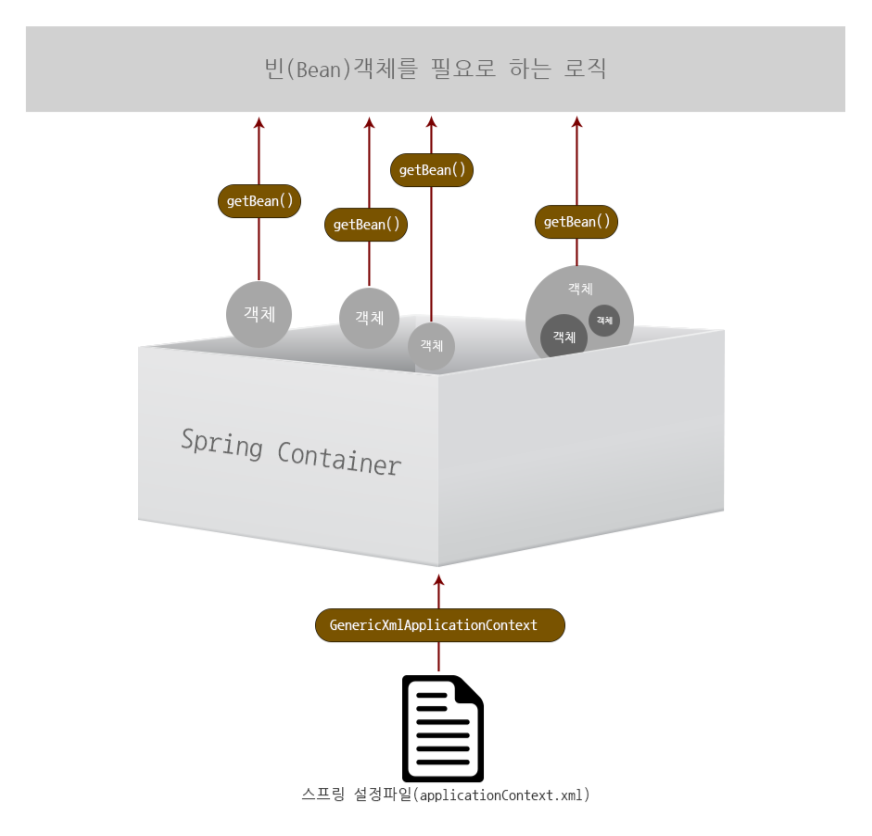 빈(Bean)객체를 필요로 하는 로직
getBean()
getBean()
getBean()
getBean()
객체
객체
객체
객체
객체
객체
Spring Container
GenericXmlApplicationContext
스프링 설정파일(applicationContext.xml)